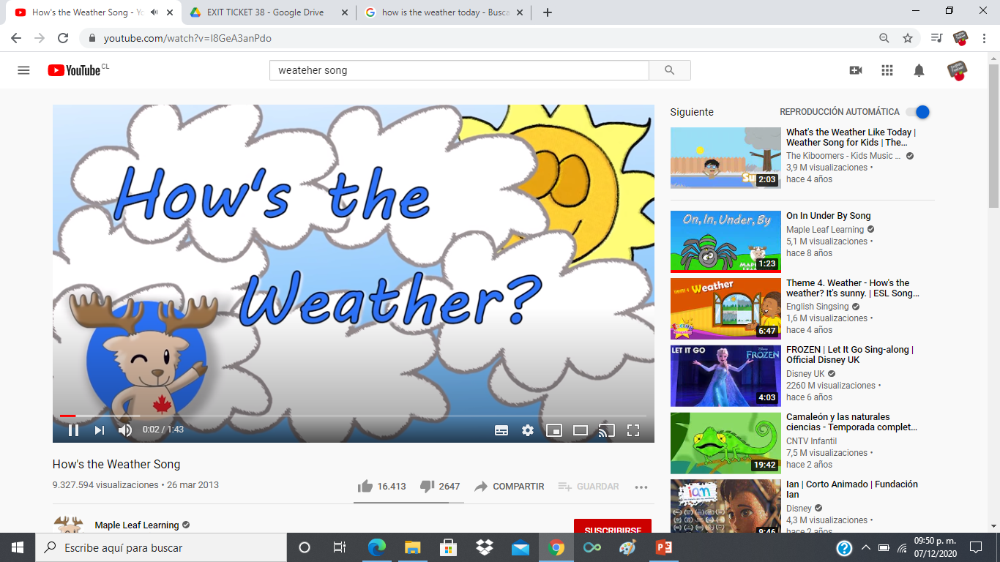 How's the Weather Song - Yo
EXIT TICKET 38 - Google Drive
how is the weather today - Busca
youtube.com/watch?v=I8GeA3anPdo
YouTube CL
weateher song
How's the
Weather?
0:02 / 1:43
How's the Weather Song
9.327.594 visualizaciones • 26 mar 2013
16.413
2647
COMPARTIR
GUARDAR
Maple Leaf Learning
SUSCRIBIRSE
Siguiente
REPRODUCCIÓN AUTOMÁTICA
2:03
What's the Weather Like Today |
Weather Song for Kids | The...
The Kiboomers - Kids Music ...
3,9 M visualizaciones •
hace 4 años
On, In, Under, By
MAPLE LEAF
1:23
On In Under By Song
Maple Leaf Learning
5,1 M visualizaciones •
hace 8 años
THEME 4 Weather
6:47
Theme 4. Weather - How's the
weather? It's sunny. | ESL Song...
English Singsing
1,6 M visualizaciones •
hace 4 años
LET IT GO
FROZEN
4:03
FROZEN | Let It Go Sing-along |
Official Disney UK
Disney UK
2260 M visualizaciones •
hace 6 años
19:42
Camaleón y las naturales
ciencias - Temporada complet...
CNTV Infantil
7,5 M visualizaciones •
hace 2 años
ian
9:46
Ian | Corto Animado | Fundación
Ian
Disney
4,3 M visualizaciones •
hace 2 años
Escribe aquí para buscar
09:50 p. m.
07/12/2020